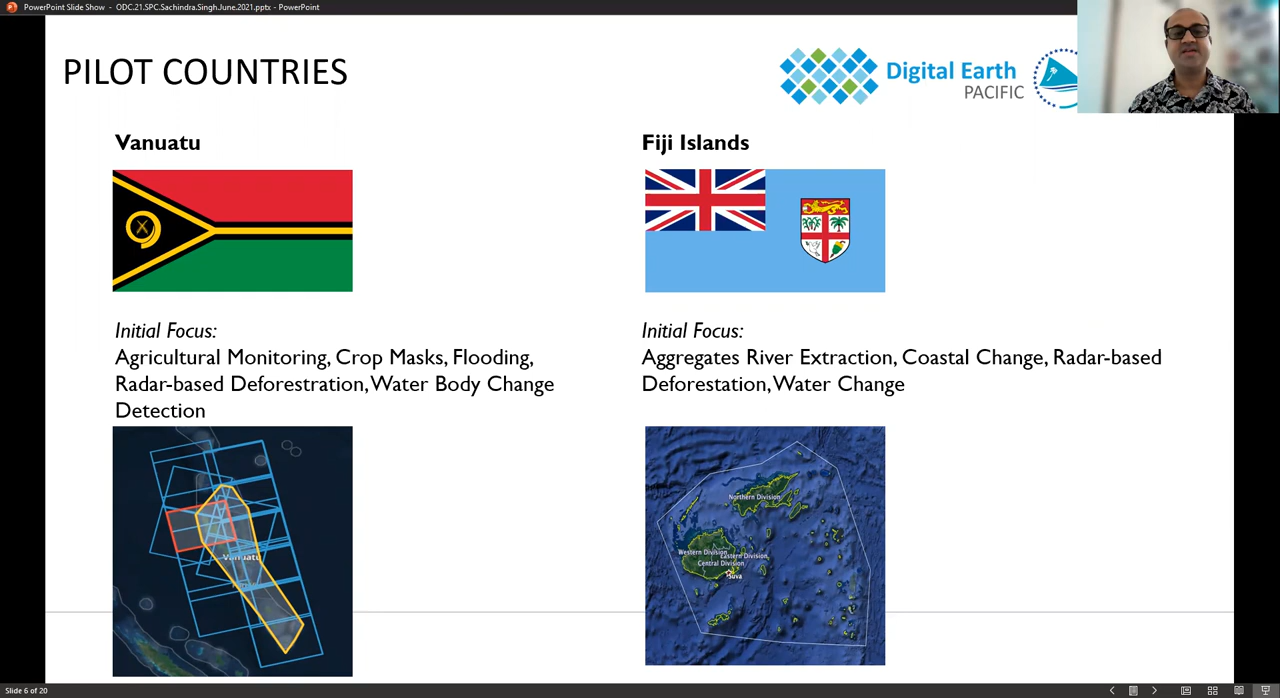 PowerPoint Slide Show - ODC.21.SPC.Sachindra.Singh.June.2021.pptx - PowerPoint
PILOT COUNTRIES
Digital Earth
PACIFIC
Vanuatu
Fiji Islands
Initial Focus:
Agricultural Monitoring, Crop Masks, Flooding,
Radar-based Deforestration, Water Body Change
Detection
Initial Focus:
Aggregates River Extraction, Coastal Change, Radar-based
Deforestation, Water Change
Vanuatu
Northern Division
Western Division
Eastern Division
Central Division
Suva
Slide 6 of 20